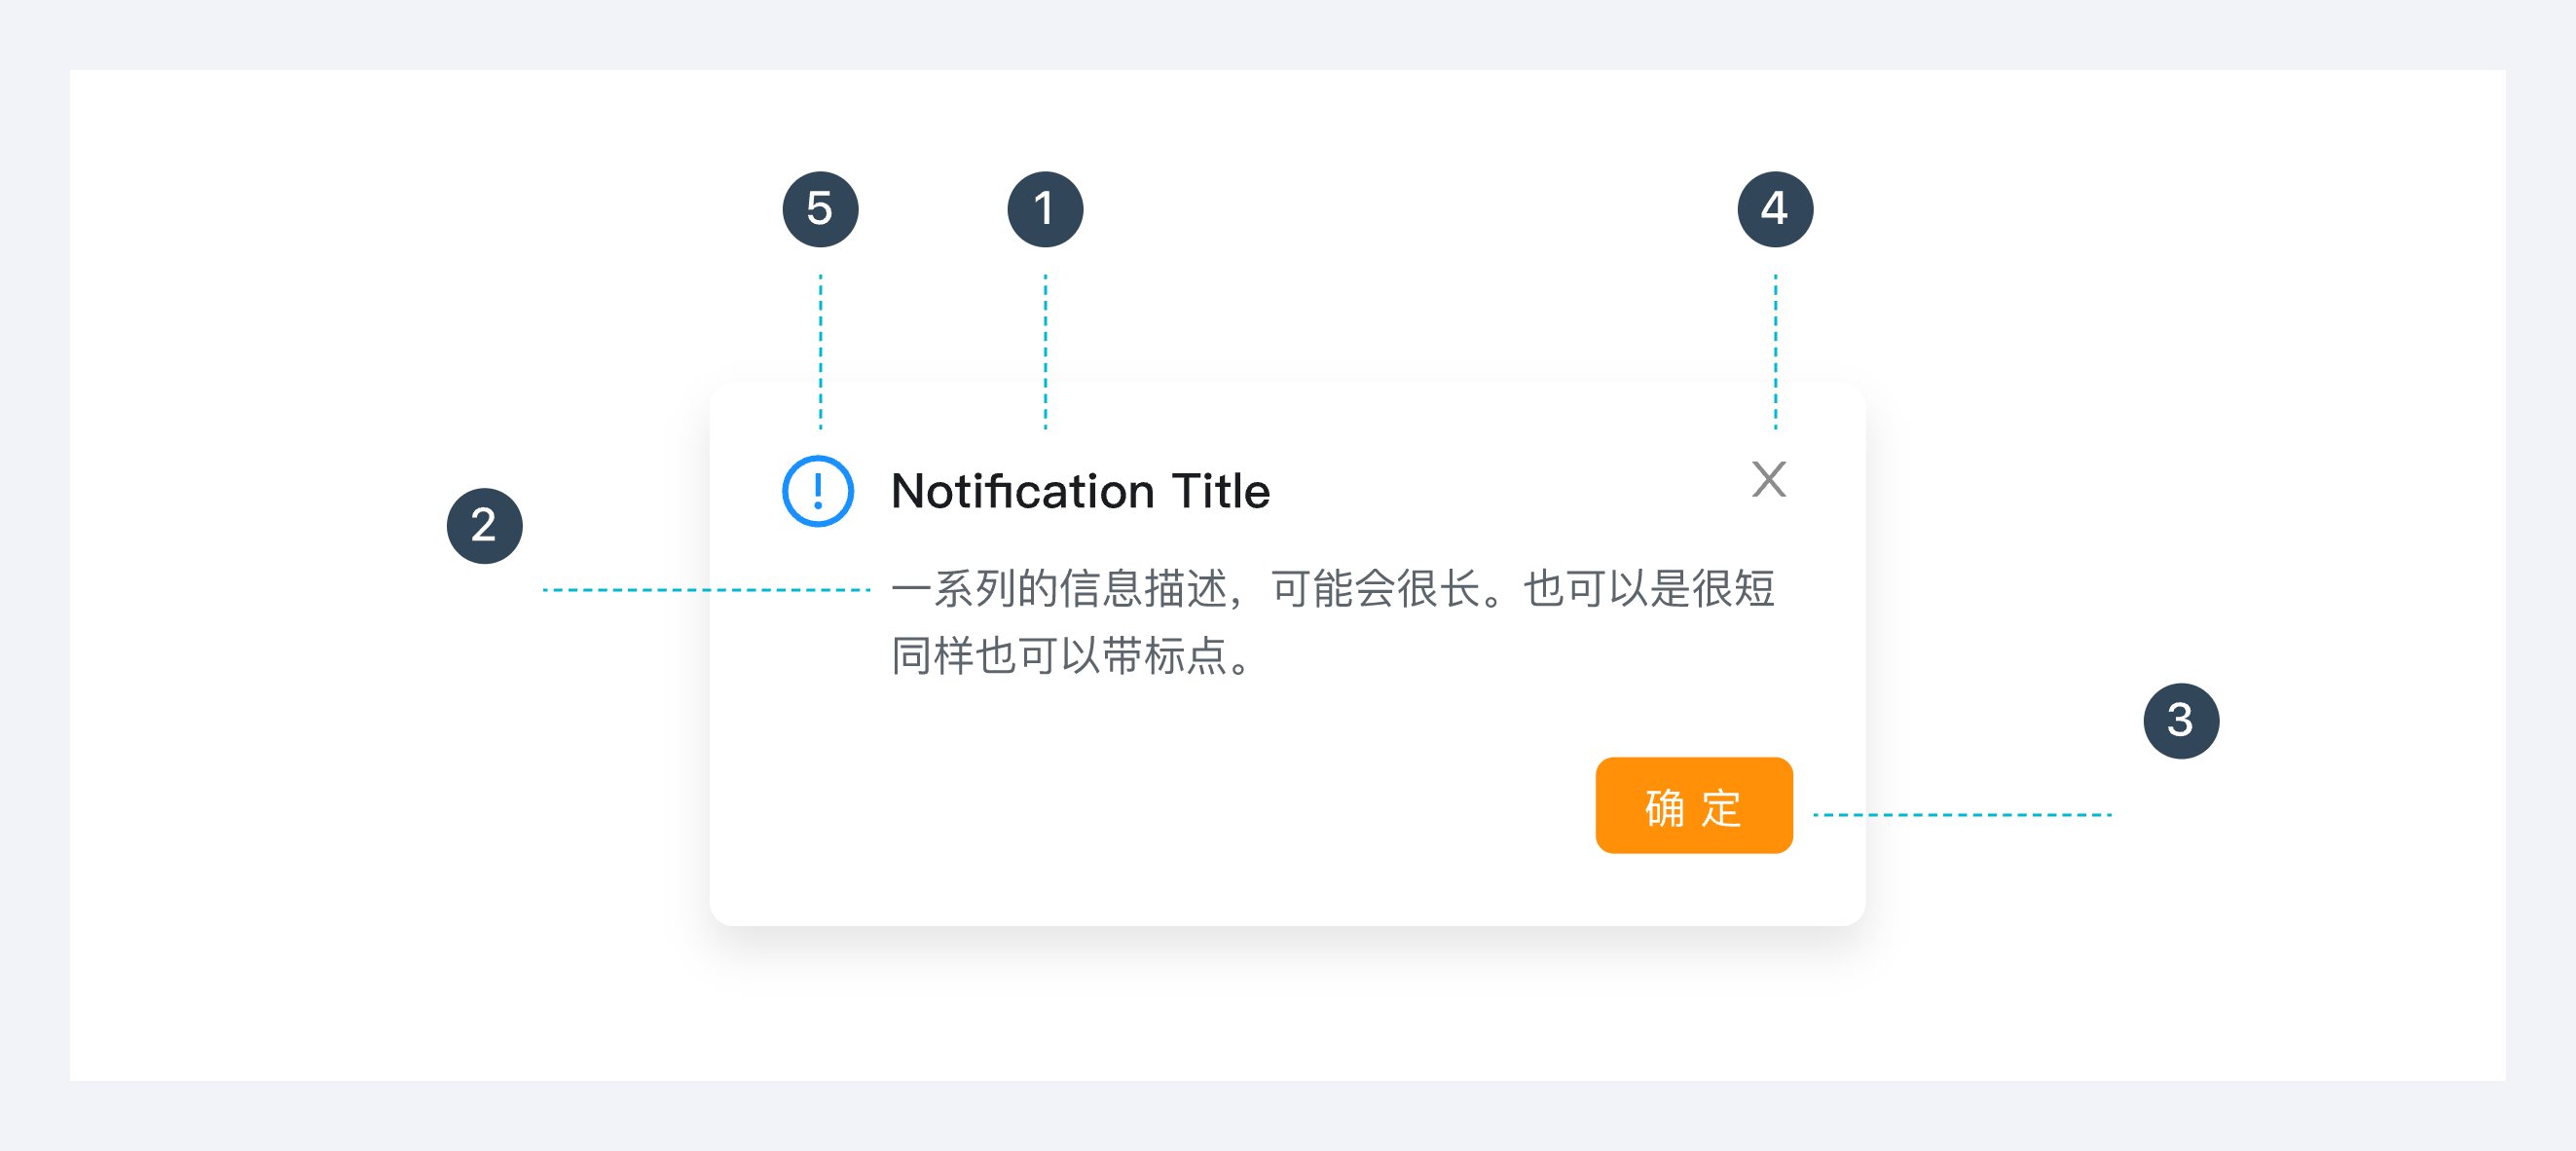 5 1 4
Notification Title
2
一系列的信息描述，可能会很长。也可以是很短
同样也可以带标点。
3
确 定